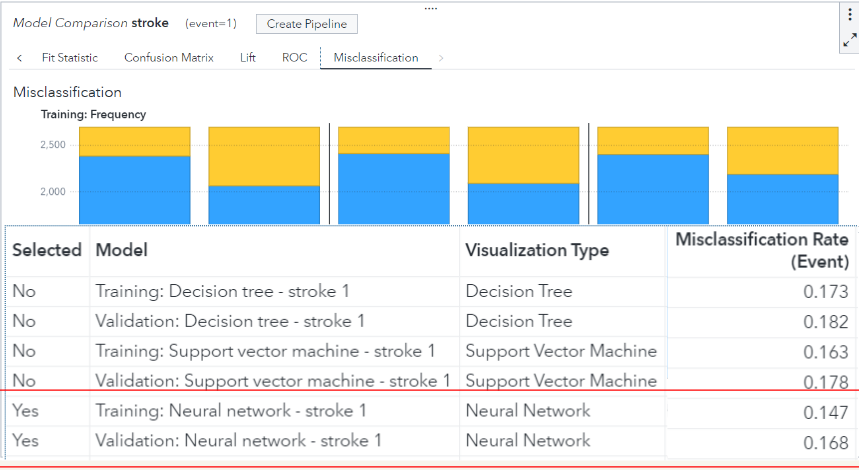 Model Comparison stroke (event=1) Create Pipeline
Fit Statistic Confusion Matrix Lift ROC Misclassification
Misclassification
Training: Frequency
2,500
2,000
Selected Model Visualization Type Misclassification Rate (Event)
No Training: Decision tree - stroke 1 Decision Tree 0.173
No Validation: Decision tree - stroke 1 Decision Tree 0.182
No Training: Support vector machine - stroke 1 Support Vector Machine 0.163
No Validation: Support vector machine - stroke 1 Support Vector Machine 0.178
Yes Training: Neural network - stroke 1 Neural Network 0.147
Yes Validation: Neural network - stroke 1 Neural Network 0.168